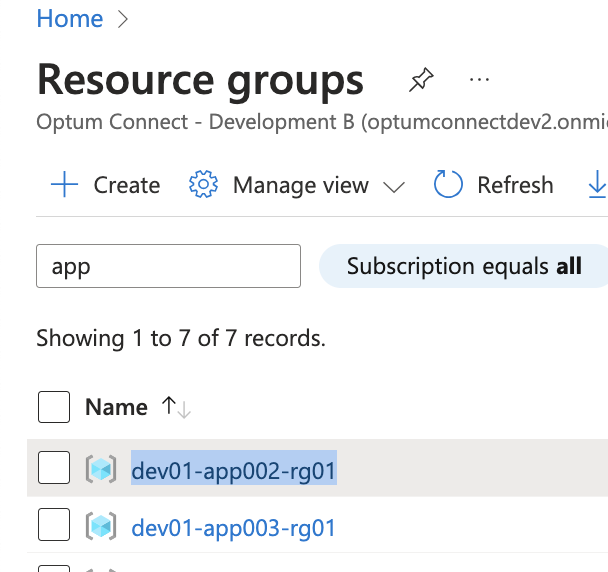 Home
Resource groups
Optum Connect - Development B (optumconnectdev2.onmi
Create
Manage view
Refresh
app
Subscription equals all
Showing 1 to 7 of 7 records.
Name
dev01-app002-rg01
dev01-app003-rg01